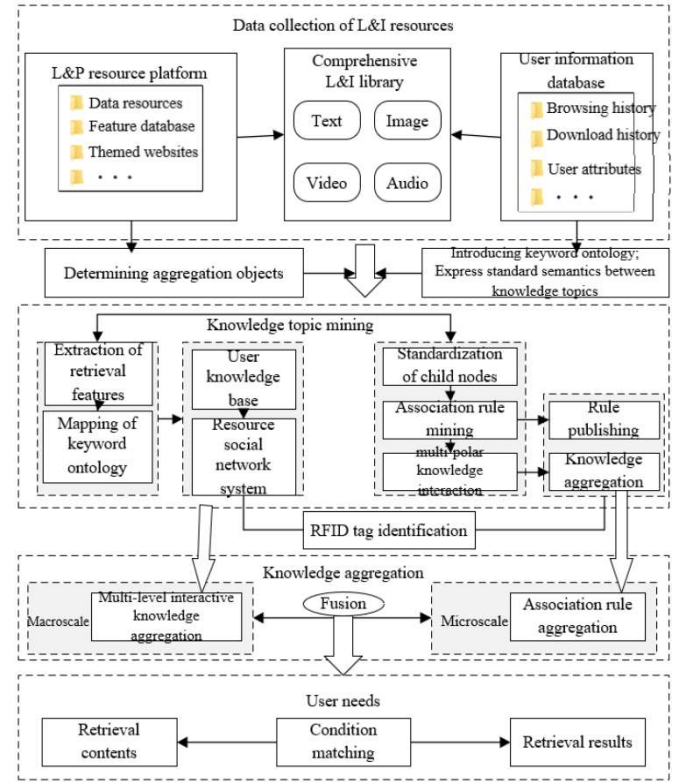 Data collection of L&I resources
L&P resource platform
Data resources
Feature database
Themed websites
· · ·
Comprehensive
L&I library
Text
Image
Video
Audio
User information
database
Browsing history
Download history
User attributes
· · ·
Determining aggregation objects
Introducing keyword ontology;
Express standard semantics between
knowledge topics
Knowledge topic mining
Extraction of
retrieval
features
Mapping of
keyword
ontology
User
knowledge
base
Resource
social
network
system
Standardization
of child nodes
Association rule
mining
multi-polar
knowledge
interaction
Rule
publishing
Knowledge
aggregation
RFID tag identification
Knowledge aggregation
Macroscale
Multi-level interactive
knowledge
aggregation
Fusion
Microscale
Association rule
aggregation
User needs
Retrieval
contents
Condition
matching
Retrieval results